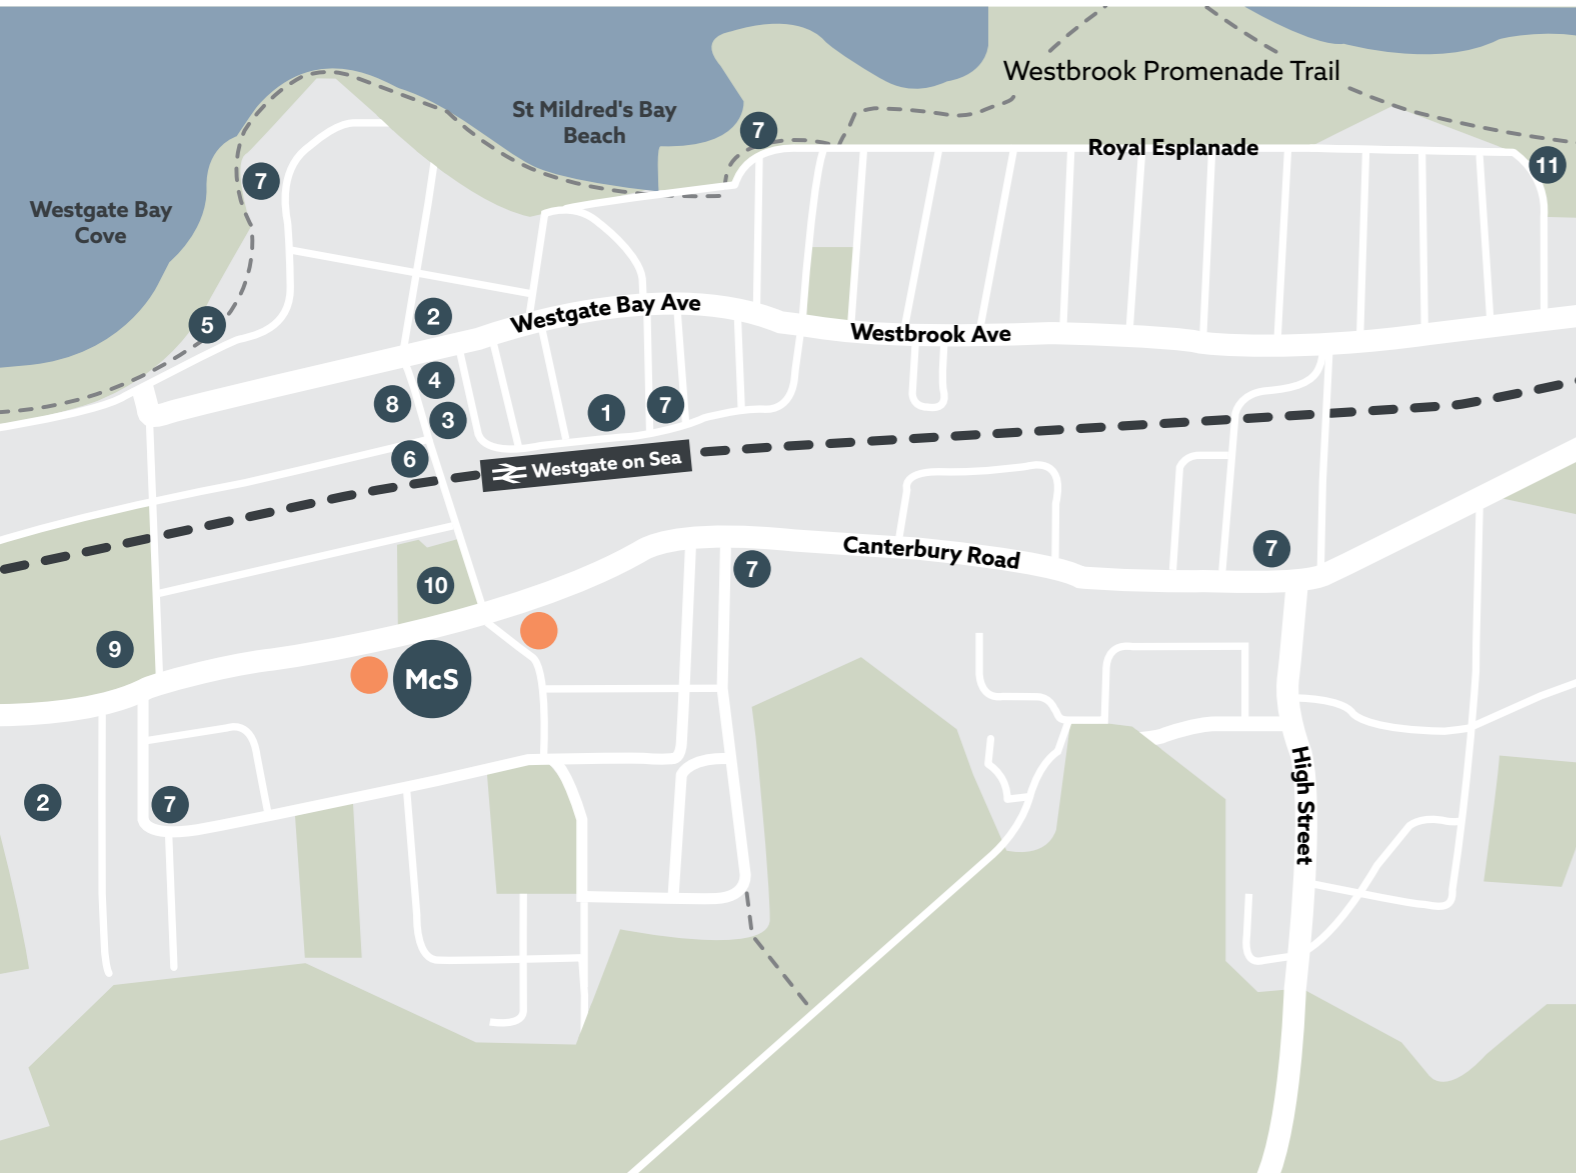 Westbrook Promenade Trail
St Mildred's Bay
Beach
7
Royal Esplanade
11
7
Westgate Bay
Cove
5
2
Westgate Bay Ave
Westbrook Ave
4
8
3
1
7
6
Westgate on Sea
Canterbury Road
7
7
10
9
McS
High Street
2
7